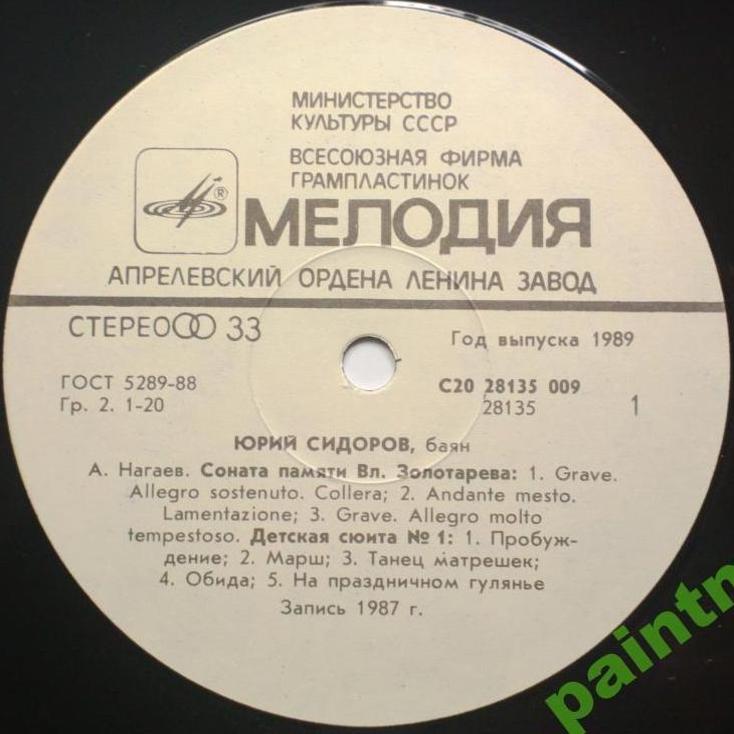 МИНИСТЕРСТВО
КУЛЬТУРЫ СССР
ВСЕСОЮЗНАЯ ФИРМА
ГРАМПЛАСТИНОК
®
МЕЛОДИЯ
АПРЕЛЕВСКИЙ ОРДЕНА ЛЕНИНА ЗАВОД
СТЕРЕО 33
Год выпуска 1989
ГОСТ 5289-88
Гр. 2. 1-20
С20 28135 009
28135
1
ЮРИЙ СИДОРОВ, баян
А. Нагаев. Соната памяти Вл. Золотарева: 1. Grave.
Allegro sostenuto. Collera; 2. Andante mesto.
Lamentazione; 3. Grave. Allegro molto
tempestoso. Детская сюита № 1: 1. Пробуж-
дение; 2. Марш; 3. Танец матрешек;
4. Обида; 5. На праздничном гулянье
Запись 1987 г.